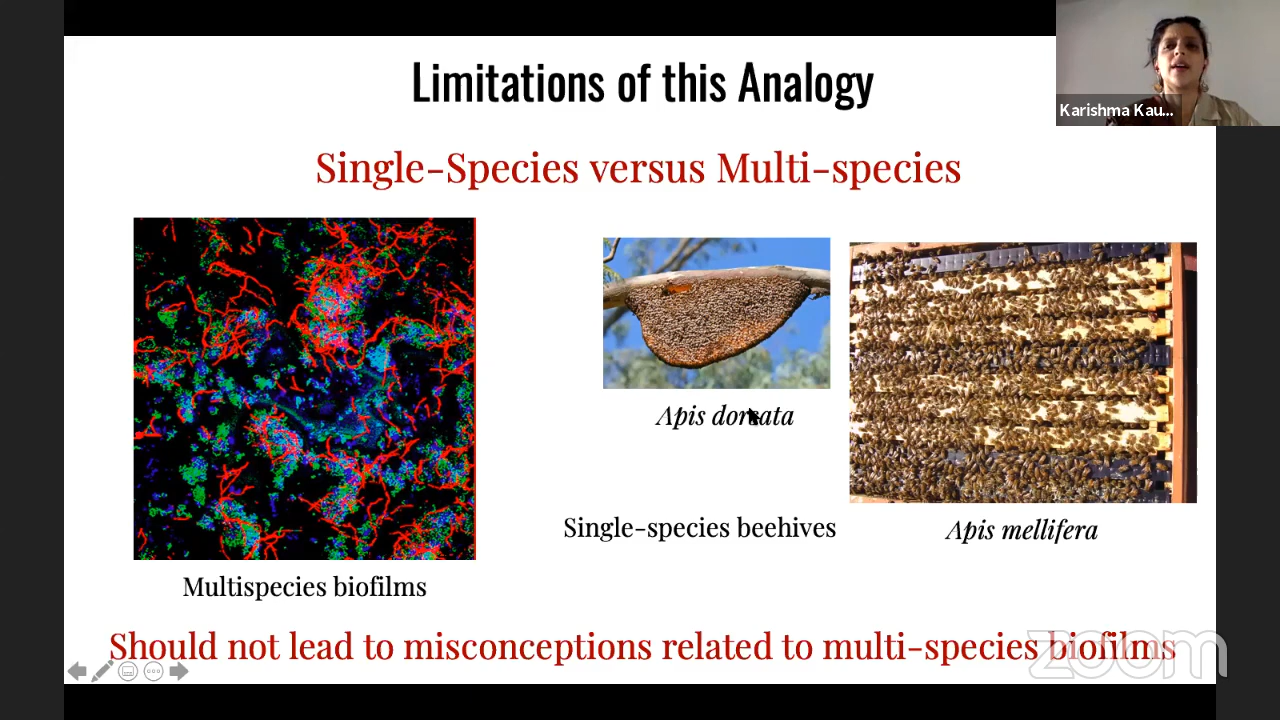 Limitations of this Analogy
Karishma Kau...
Single-Species versus Multi-species
Apis dorsata
Single-species beehives
Apis mellifera
Multispecies biofilms
Should not lead to misconceptions related to multi-species biofilms
zoom